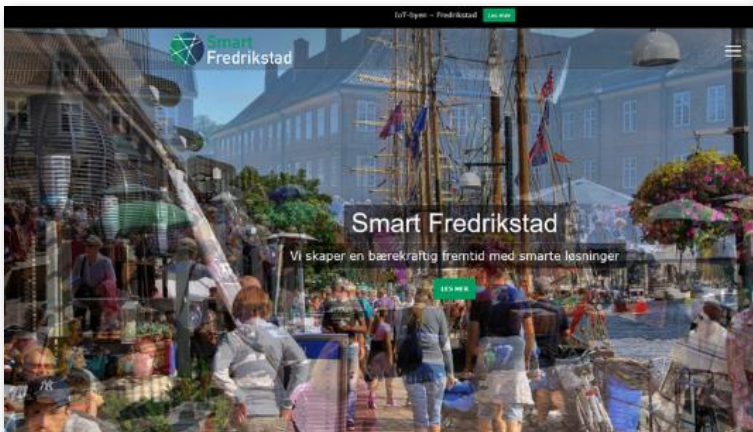 IoT-byen – Fredrikstad Les mer
Smart
Fredrikstad
Smart Fredrikstad
Vi skaper en bærekraftig fremtid med smarte løsninger
LES MER